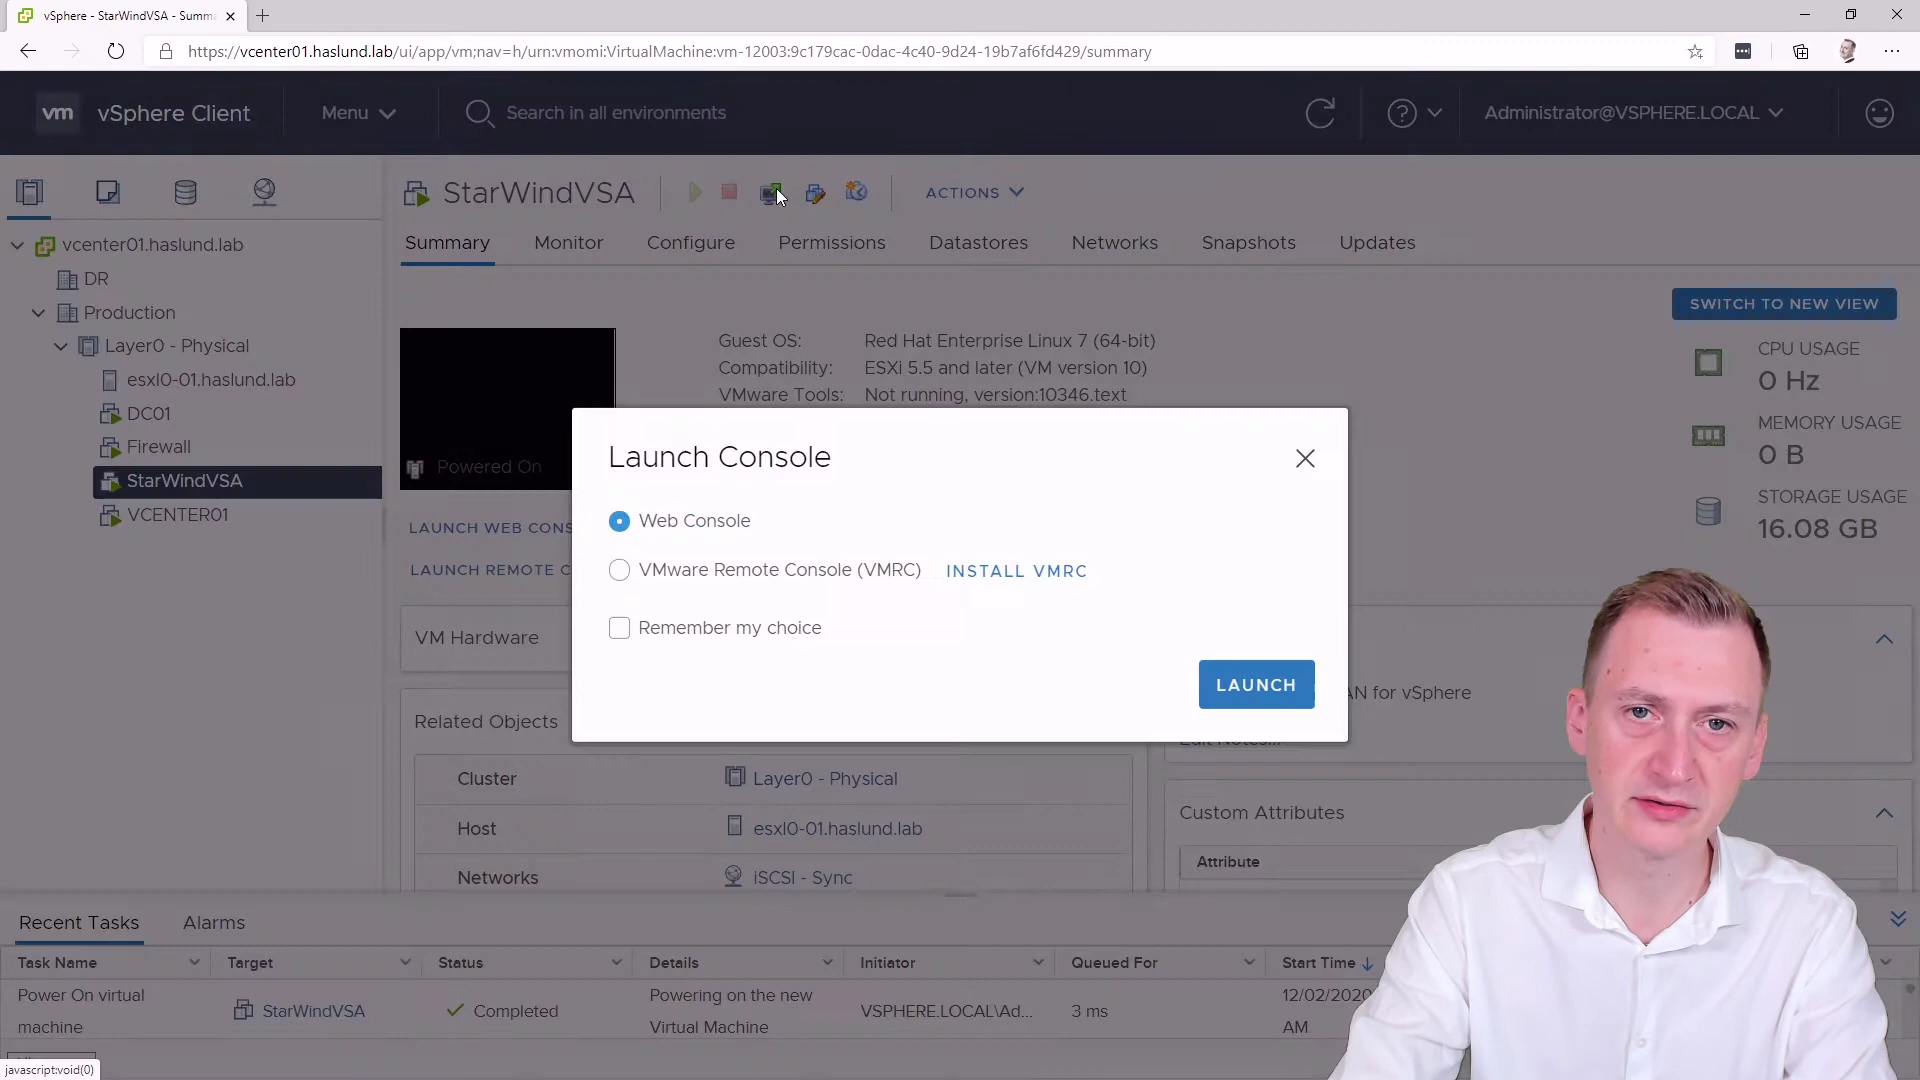 vSphere - StarWindVSA - Summ
https://vcenter01.haslund.lab/ui/app/vm;nav=h/urn:vmomi:VirtualMachine:vm-12003:9c179cac-0dac-4c40-9d24-19b7af6fd429/summary
vm vSphere Client Menu Search in all environments Administrator@VSPHERE.LOCAL
StarWindVSA ACTIONS
Summary Monitor Configure Permissions Datastores Networks Snapshots Updates
vcenter01.haslund.lab
DR
Production
Layer0 - Physical
esxl0-01.haslund.lab
DC01
Firewall
StarWindVSA
VCENTER01
SWITCH TO NEW VIEW
Guest OS: Red Hat Enterprise Linux 7 (64-bit)
Compatibility: ESXi 5.5 and later (VM version 10)
VMware Tools: Not running, version:10346.text
CPU USAGE
0 Hz
MEMORY USAGE
0 B
STORAGE USAGE
16.08 GB
Powered On
LAUNCH WEB CONS
LAUNCH REMOTE C
Launch Console
Web Console
VMware Remote Console (VMRC) INSTALL VMRC
Remember my choice
LAUNCH
VM Hardware
AN for vSphere
Edit Notes...
Related Objects
Cluster Layer0 - Physical
Host esxl0-01.haslund.lab
Networks iSCSI - Sync
Custom Attributes
Attribute
Recent Tasks Alarms
Task Name Target Status Details Initiator Queued For Start Time
Power On virtual machine StarWindVSA Completed Powering on the new Virtual Machine VSPHERE.LOCAL\Ad... 3 ms 12/02/2020 AM
javascript:void(0)